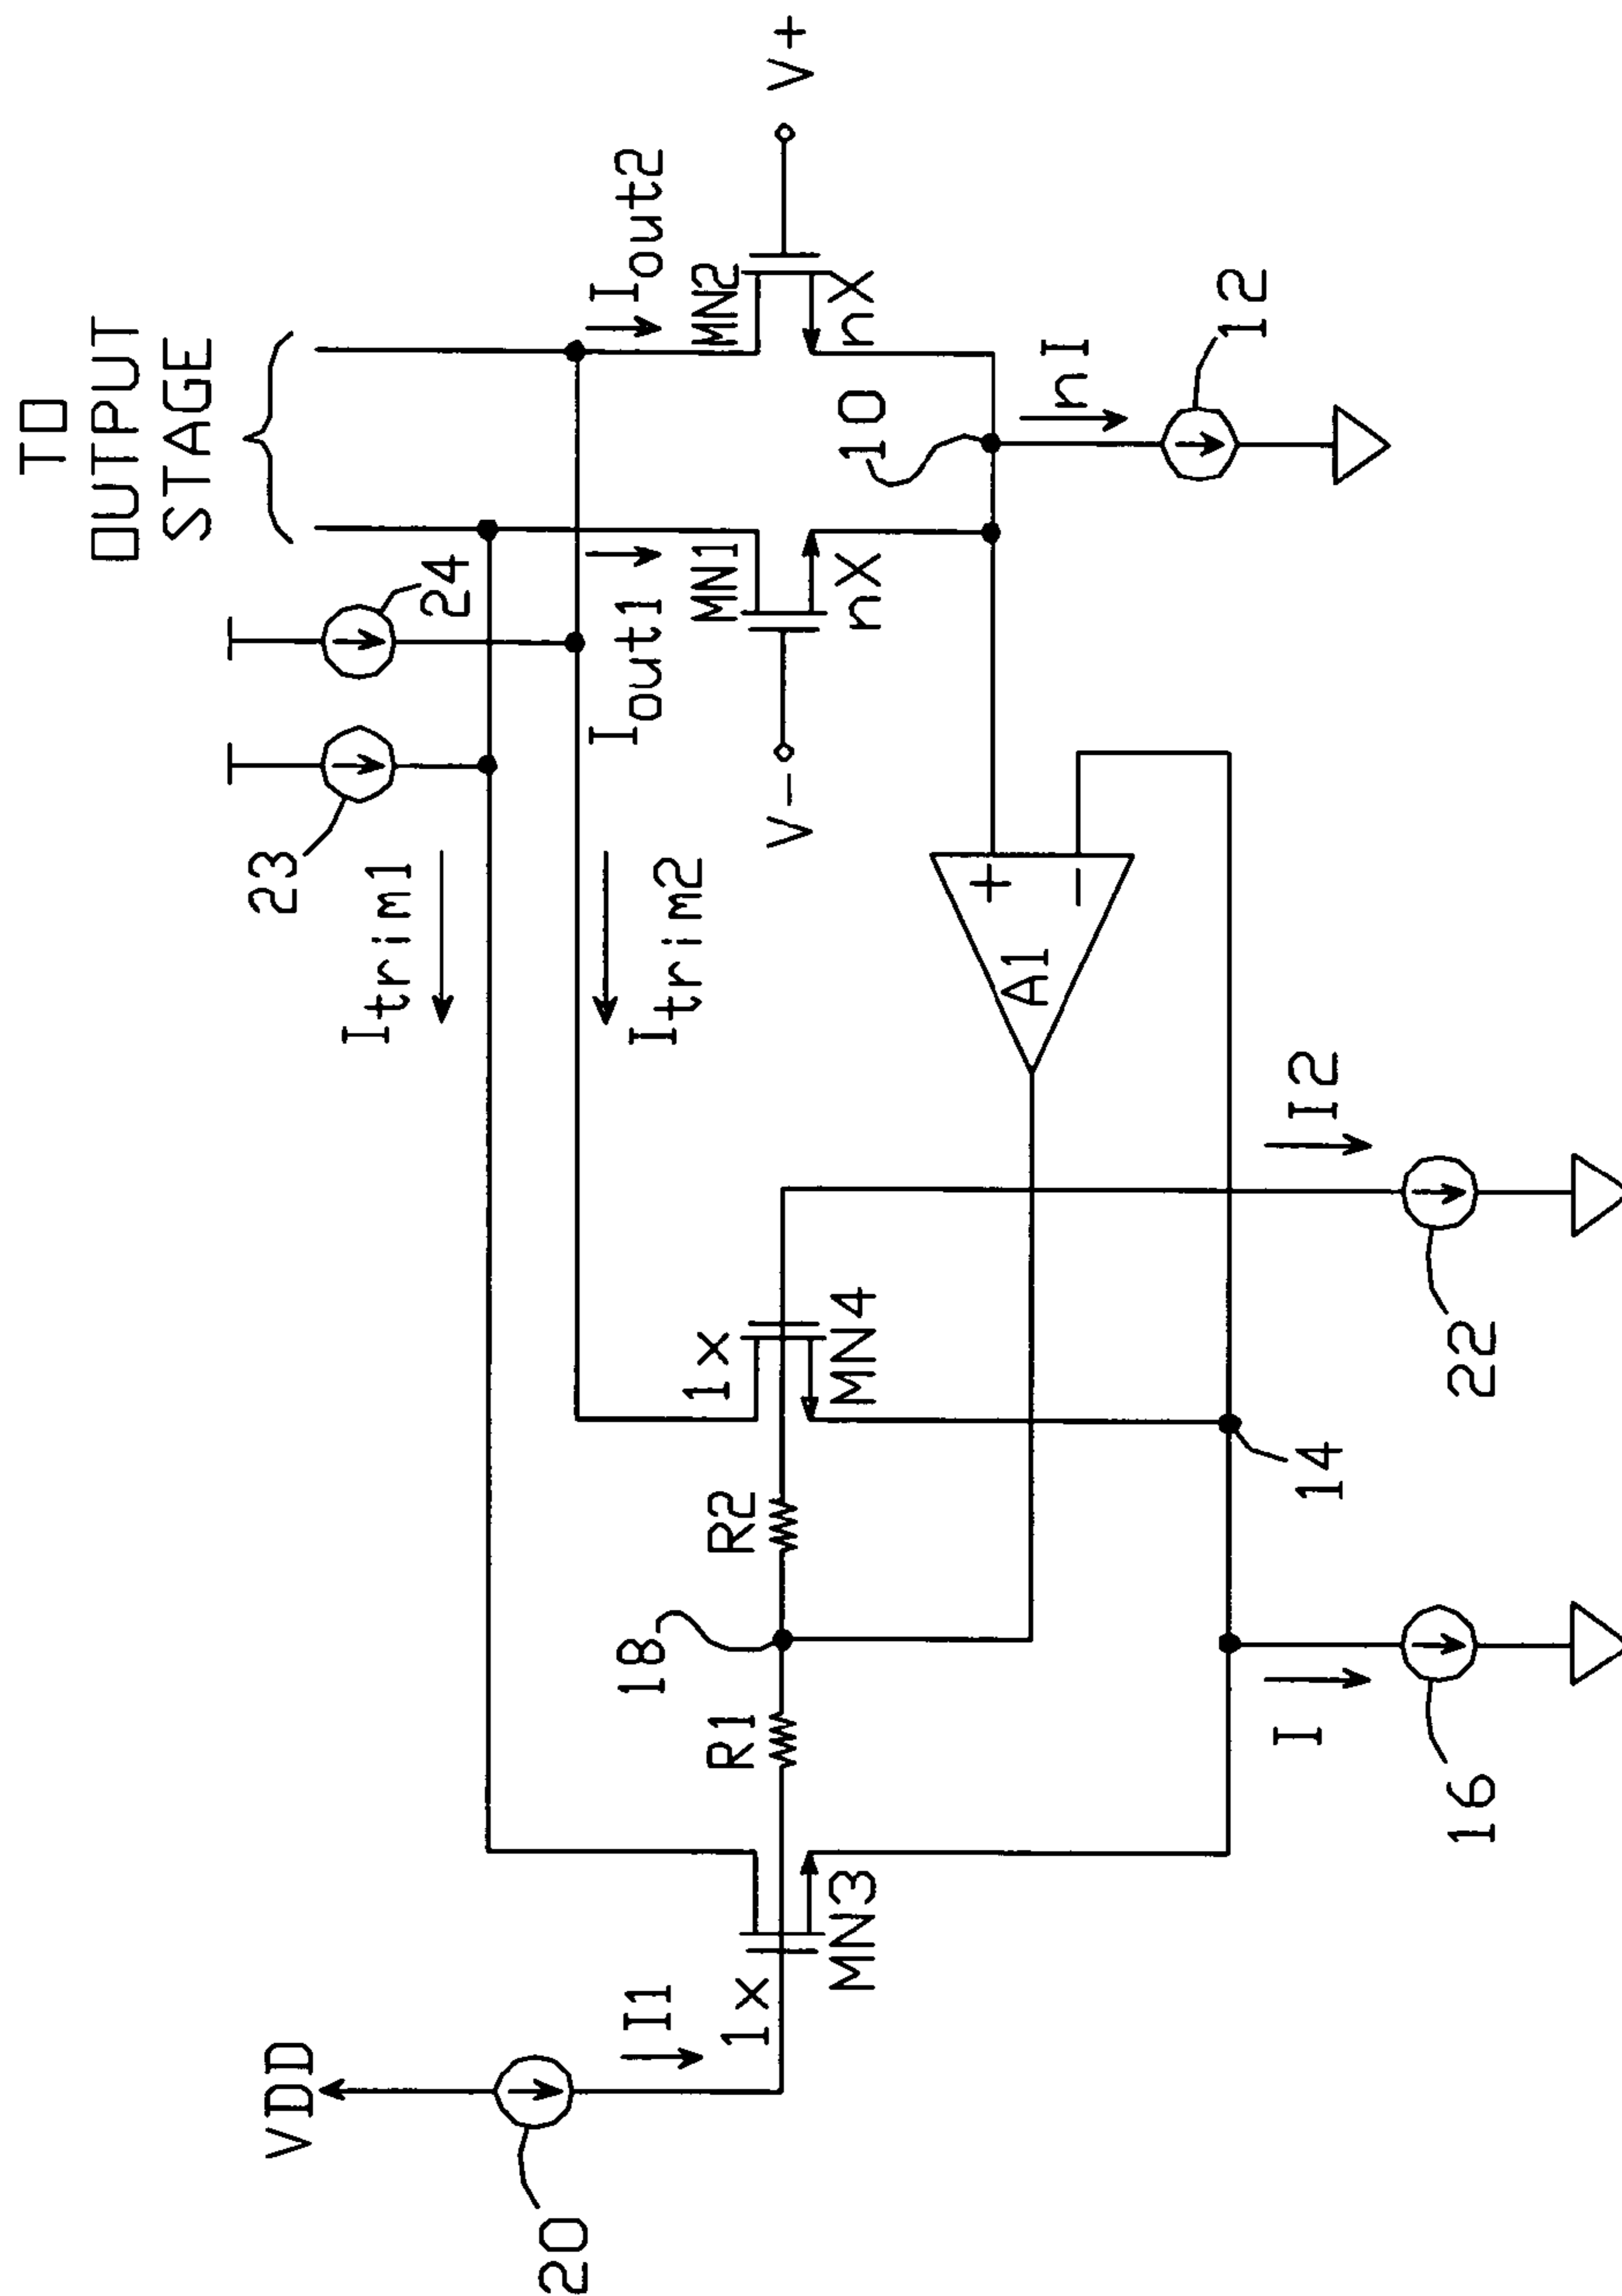 TO
OUTPUT
STAGE
VDD
20
I1
1x
MN3
R1
18
R2
1x
MN4
23
24
Itrim1
Itrim2
Iout1
Iout2
MN1
nX
MN2
nX
V-
V+
10
nI
12
A1
+
-
I
16
14
I2
22